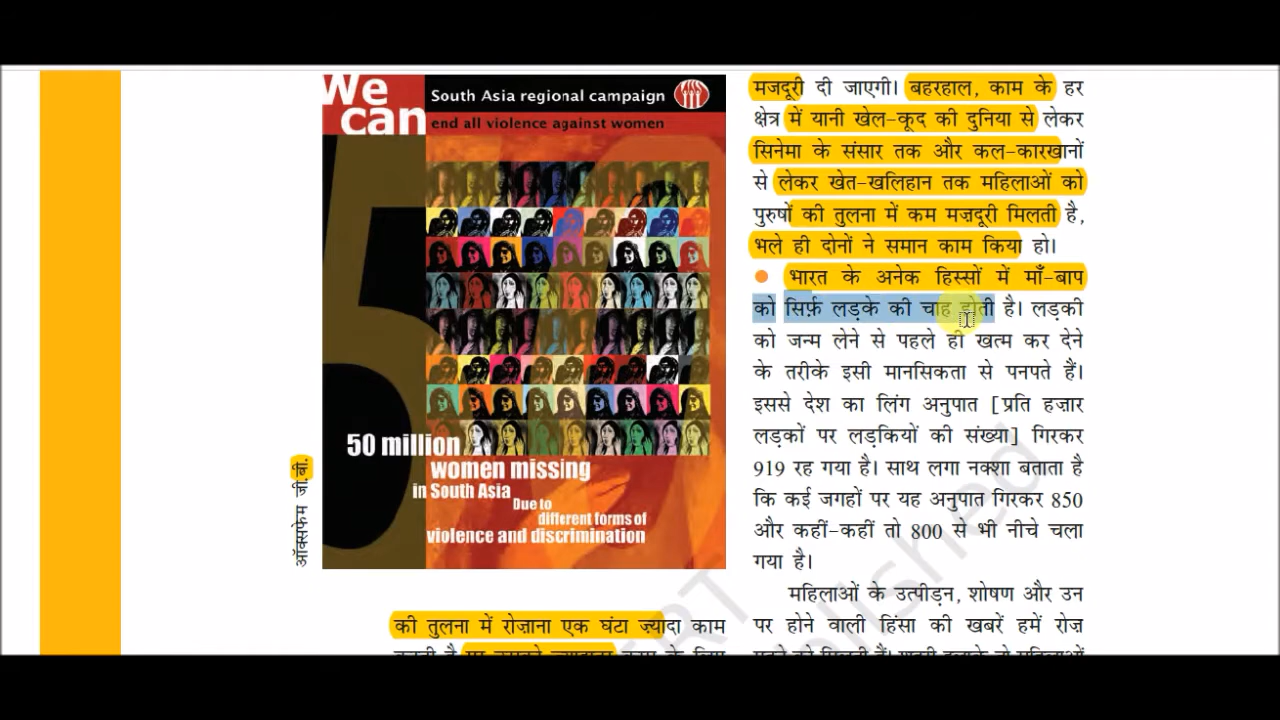 We
can
South Asia regional campaign
end all violence against women
50 million
women missing
in South Asia
Due to
different forms of
violence and discrimination
ऑक्सफेम जी.बी.
की तुलना में रोज़ाना एक घंटा ज़्यादा काम
मजदूरी दी जाएगी। बहरहाल, काम के हर
क्षेत्र में यानी खेल-कूद की दुनिया से लेकर
सिनेमा के संसार तक और कल-कारखानों
से लेकर खेत-खलिहान तक महिलाओं को
पुरुषों की तुलना में कम मज़दूरी मिलती है,
भले ही दोनों ने समान काम किया हो।
● भारत के अनेक हिस्सों में माँ-बाप
को सिर्फ़ लड़के की चाह होती है। लड़की
को जन्म लेने से पहले ही खत्म कर देने
के तरीके इसी मानसिकता से पनपते हैं।
इससे देश का लिंग अनुपात [प्रति हज़ार
लड़कों पर लड़कियों की संख्या] गिरकर
919 रह गया है। साथ लगा नक्शा बताता है
कि कई जगहों पर यह अनुपात गिरकर 850
और कहीं-कहीं तो 800 से भी नीचे चला
गया है।
महिलाओं के उत्पीड़न, शोषण और उन
पर होने वाली हिंसा की खबरें हमें रोज़